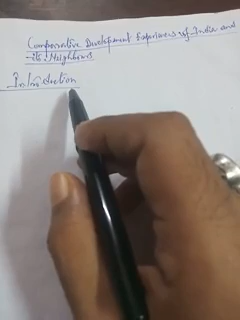 Comparative Development Experiences of India and
its Neighbours
Introduction